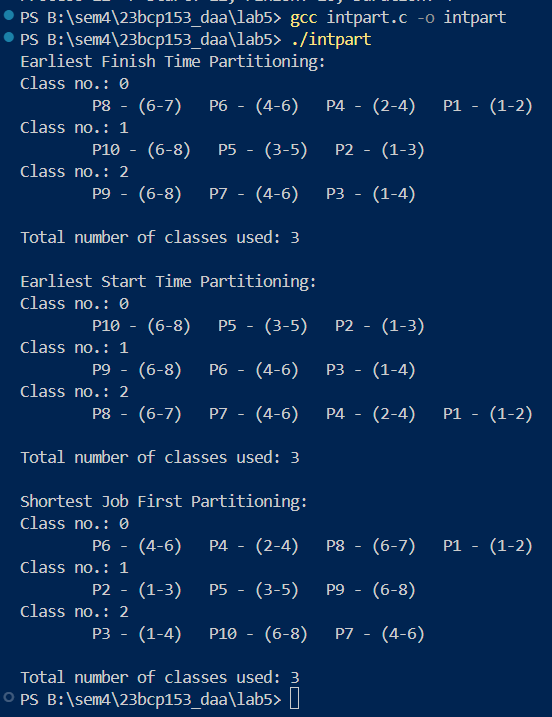 PS B:\sem4\23bcp153_daa\lab5> gcc intpart.c -o intpart
PS B:\sem4\23bcp153_daa\lab5> ./intpart
Earliest Finish Time Partitioning:
Class no.: 0
P8 - (6-7) P6 - (4-6) P4 - (2-4) P1 - (1-2)
Class no.: 1
P10 - (6-8) P5 - (3-5) P2 - (1-3)
Class no.: 2
P9 - (6-8) P7 - (4-6) P3 - (1-4)
Total number of classes used: 3
Earliest Start Time Partitioning:
Class no.: 0
P10 - (6-8) P5 - (3-5) P2 - (1-3)
Class no.: 1
P9 - (6-8) P6 - (4-6) P3 - (1-4)
Class no.: 2
P8 - (6-7) P7 - (4-6) P4 - (2-4) P1 - (1-2)
Total number of classes used: 3
Shortest Job First Partitioning:
Class no.: 0
P6 - (4-6) P4 - (2-4) P8 - (6-7) P1 - (1-2)
Class no.: 1
P2 - (1-3) P5 - (3-5) P9 - (6-8)
Class no.: 2
P3 - (1-4) P10 - (6-8) P7 - (4-6)
Total number of classes used: 3
PS B:\sem4\23bcp153_daa\lab5>